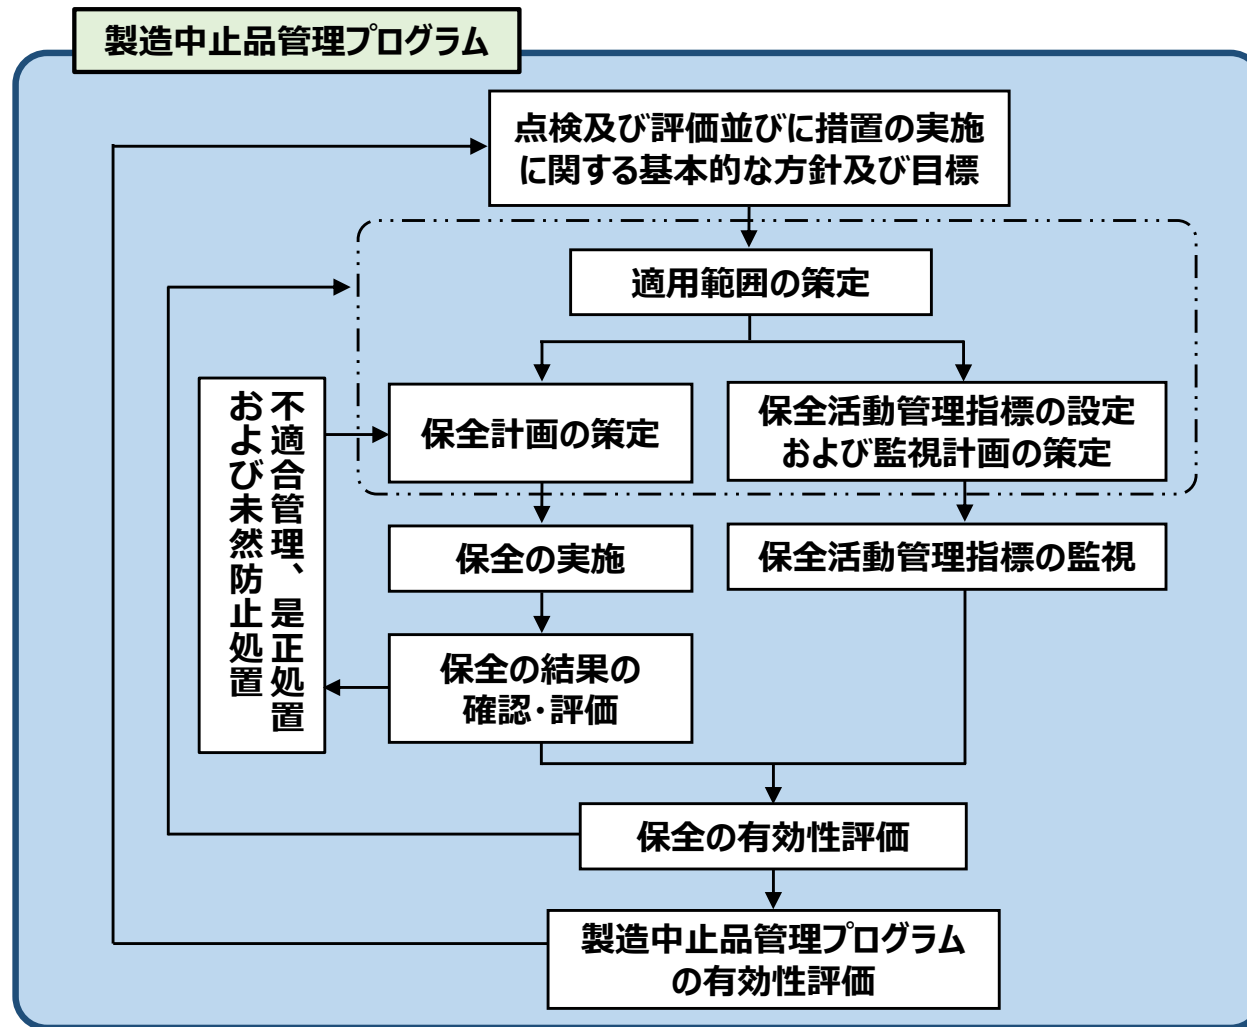 製造中止品管理プログラム
点検及び評価並びに措置の実施
に関する基本的な方針及び目標
適用範囲の策定
保全計画の策定
保全活動管理指標の設定
および監視計画の策定
不適合管理、是正処置
および未然防止処置
保全の実施
保全活動管理指標の監視
保全の結果の
確認・評価
保全の有効性評価
製造中止品管理プログラム
の有効性評価